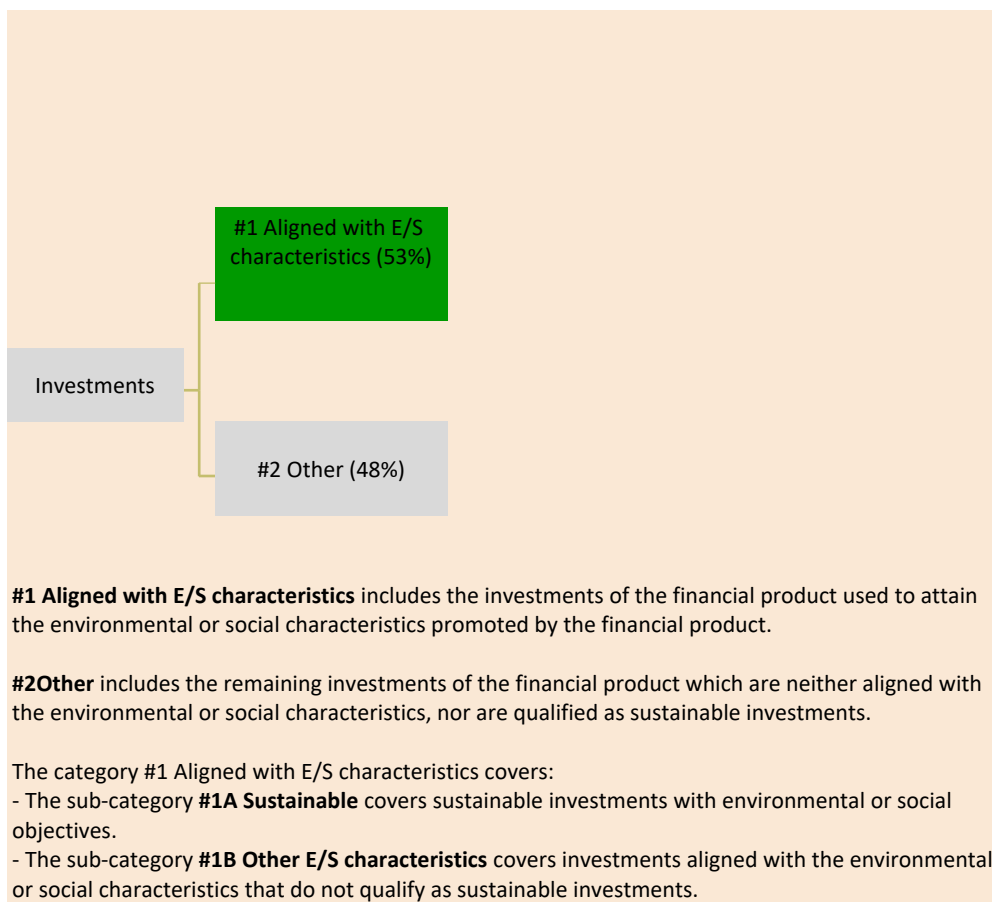 #1 Aligned with E/S
characteristics (53%)
Investments
#2 Other (48%)
#1 Aligned with E/S characteristics includes the investments of the financial product used to attain
the environmental or social characteristics promoted by the financial product.
#2Other includes the remaining investments of the financial product which are neither aligned with
the environmental or social characteristics, nor are qualified as sustainable investments.
The category #1 Aligned with E/S characteristics covers:
- The sub-category #1A Sustainable covers sustainable investments with environmental or social
objectives.
- The sub-category #1B Other E/S characteristics covers investments aligned with the environmental
or social characteristics that do not qualify as sustainable investments.